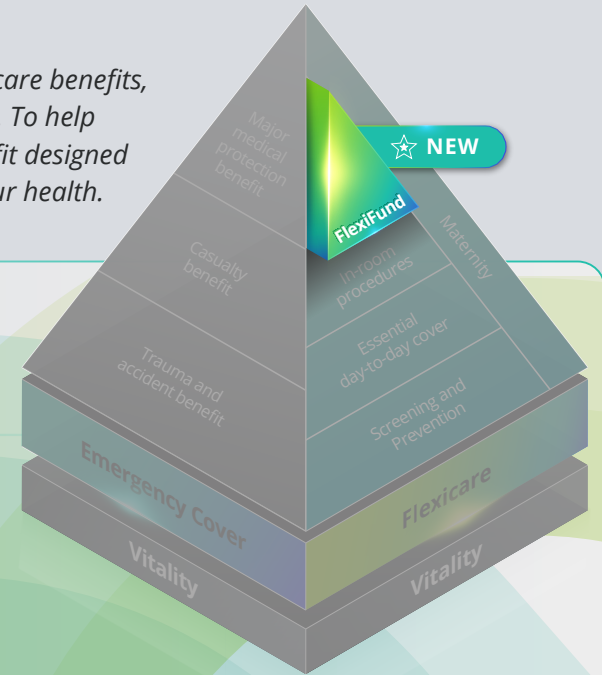 care benefits,
. To help
fit designed
ur health.
NEW
FlexiFund
Major
medical
protection
benefit
Casualty
benefit
Trauma and
accident benefit
Maternity
In-room
procedures
Essential
day-to-day cover
Screening and
Prevention
Emergency Cover
Flexicare
Vitality
Vitality